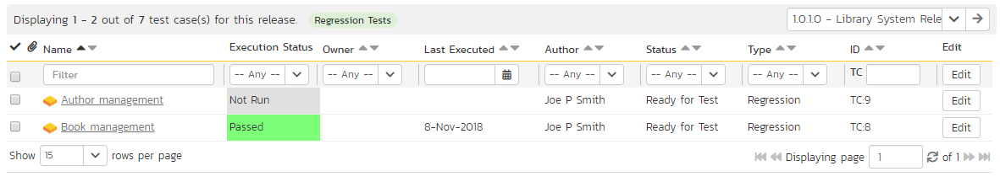 Displaying 1 - 2 out of 7 test case(s) for this release. Regression Tests 1.0.1.0 - Library System Rele
Name Execution Status Owner Last Executed Author Status Type ID Edit
Filter -- Any -- -- Any -- -- Any -- -- Any -- -- Any -- TC Edit
Author management Not Run Joe P Smith Ready for Test Regression TC:9 Edit
Book management Passed 8-Nov-2018 Joe P Smith Ready for Test Regression TC:8 Edit
Show 15 rows per page Displaying page 1 of 1